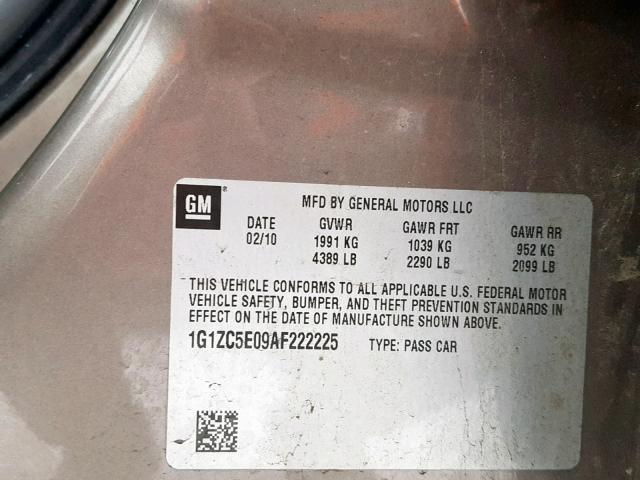 GM ®
MFD BY GENERAL MOTORS LLC
DATE GVWR GAWR FRT GAWR RR
02/10 1991 KG 1039 KG 952 KG
4389 LB 2290 LB 2099 LB
THIS VEHICLE CONFORMS TO ALL APPLICABLE U.S. FEDERAL MOTOR
VEHICLE SAFETY, BUMPER, AND THEFT PREVENTION STANDARDS IN
EFFECT ON THE DATE OF MANUFACTURE SHOWN ABOVE.
1G1ZC5E09AF222225 TYPE: PASS CAR